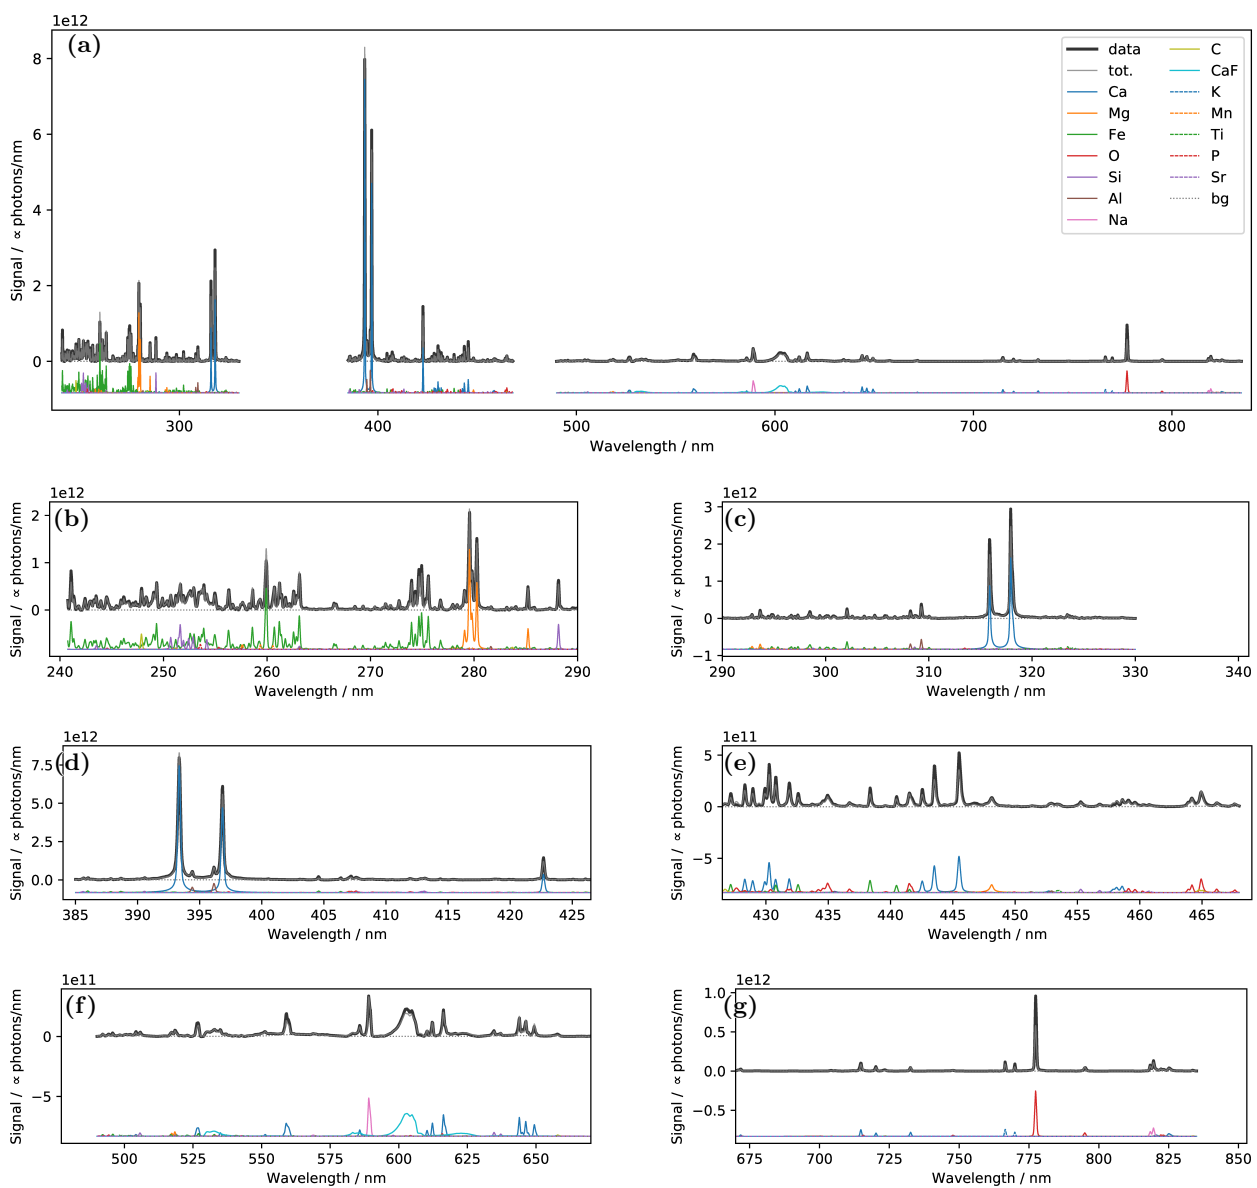 1e12
(a)
Signal / ∝ photons/nm
8
6
4
2
0
300 400 500 600 700 800
Wavelength / nm
data
tot.
Ca
Mg
Fe
O
Si
Al
Na
C
CaF
K
Mn
Ti
P
Sr
bg
1e12
(b)
Signal / ∝ photons/nm
2
1
0
240 250 260 270 280 290
Wavelength / nm
1e12
(c)
Signal / ∝ photons/nm
3
2
1
0
−1
290 300 310 320 330 340
Wavelength / nm
1e12
(d)
Signal / ∝ photons/nm
7.5
5.0
2.5
0.0
385 390 395 400 405 410 415 420 425
Wavelength / nm
1e11
(e)
Signal / ∝ photons/nm
5
0
−5
430 435 440 445 450 455 460 465
Wavelength / nm
1e11
(f)
Signal / ∝ photons/nm
0
−5
500 525 550 575 600 625 650
Wavelength / nm
1e12
(g)
Signal / ∝ photons/nm
1.0
0.5
0.0
−0.5
675 700 725 750 775 800 825 850
Wavelength / nm